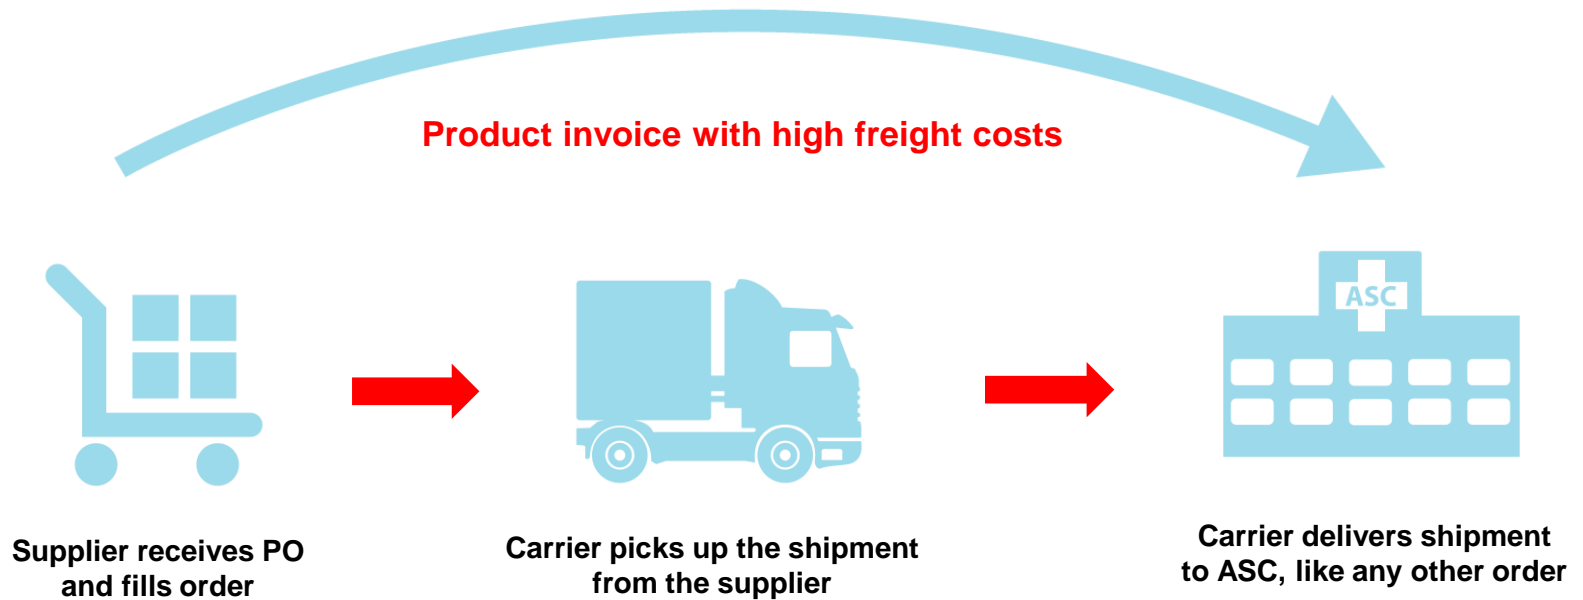 Product invoice with high freight costs
ASC
Supplier receives PO
and fills order
Carrier picks up the shipment
from the supplier
Carrier delivers shipment
to ASC, like any other order